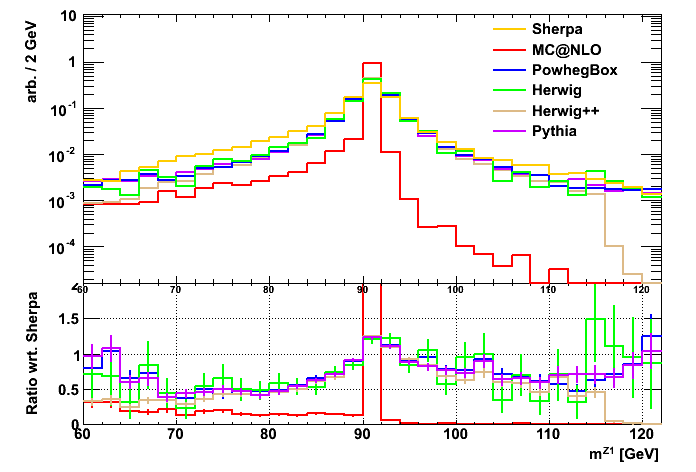 10
1
10⁻¹
10⁻²
10⁻³
10⁻⁴
arb. / 2 GeV
Sherpa
MC@NLO
PowhegBox
Herwig
Herwig++
Pythia
60 70 80 90 100 110 120
2
1.5
1
0.5
0
Ratio wrt. Sherpa
60 70 80 90 100 110 120
m^Z1 [GeV]